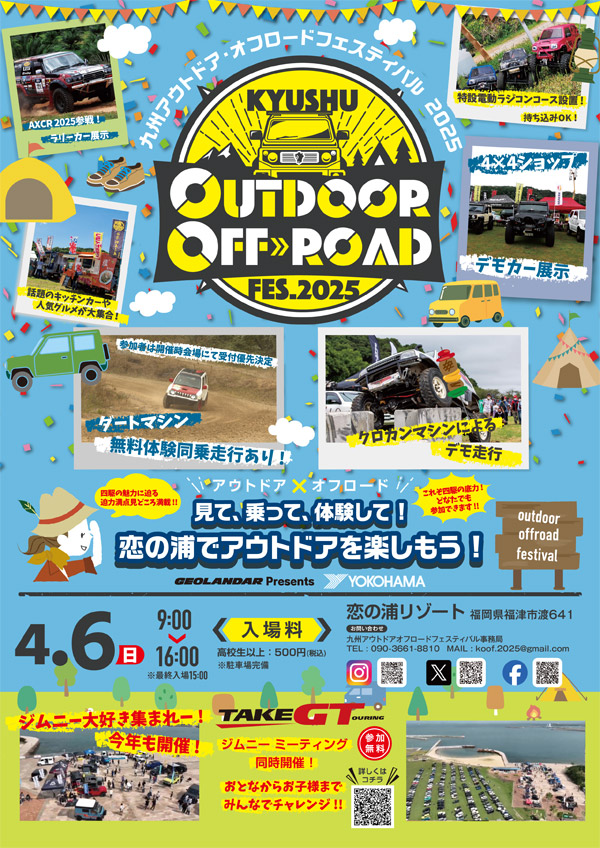 九州アウトドア・オフロードフェスティバル 2025
KYUSHU
OUTDOOR
OFF»ROAD
FES.2025
AXCR 2025参戦！
ラリーカー展示
特設電動ラジコンコース設置！
持ち込みOK！
4×4ショップ
デモカー展示
話題のキッチンカーや
人気グルメが大集合！
参加者は開催時会場にて受付優先決定
ダートマシン
無料体験同乗走行あり！
クロカンマシンによる
デモ走行
アウトドア×オフロード
四駆の魅力に迫る
迫力満点見どころ満載!!
これぞ四駆の底力！
どなたでも
参加できます!!
見て、乗って、体験して！
恋の浦でアウトドアを楽しもう！
outdoor
offroad
festival
GEOLANDAR Presents YOKOHAMA
4.6日
9:00
16:00
※最終入場15:00
入場料
高校生以上：500円(税込)
※駐車場完備
恋の浦リゾート 福岡県福津市渡641
お問い合わせ
九州アウトドアオフロードフェスティバル事務局
TEL：090-3661-8810 MAIL：koof.2025@gmail.com
ジムニー大好き集まれー！
今年も開催！
TAKE GT
OURING
ジムニー ミーティング
同時開催！
参加
無料
おとなからお子様まで
みんなでチャレンジ!!
詳しくは
コチラ